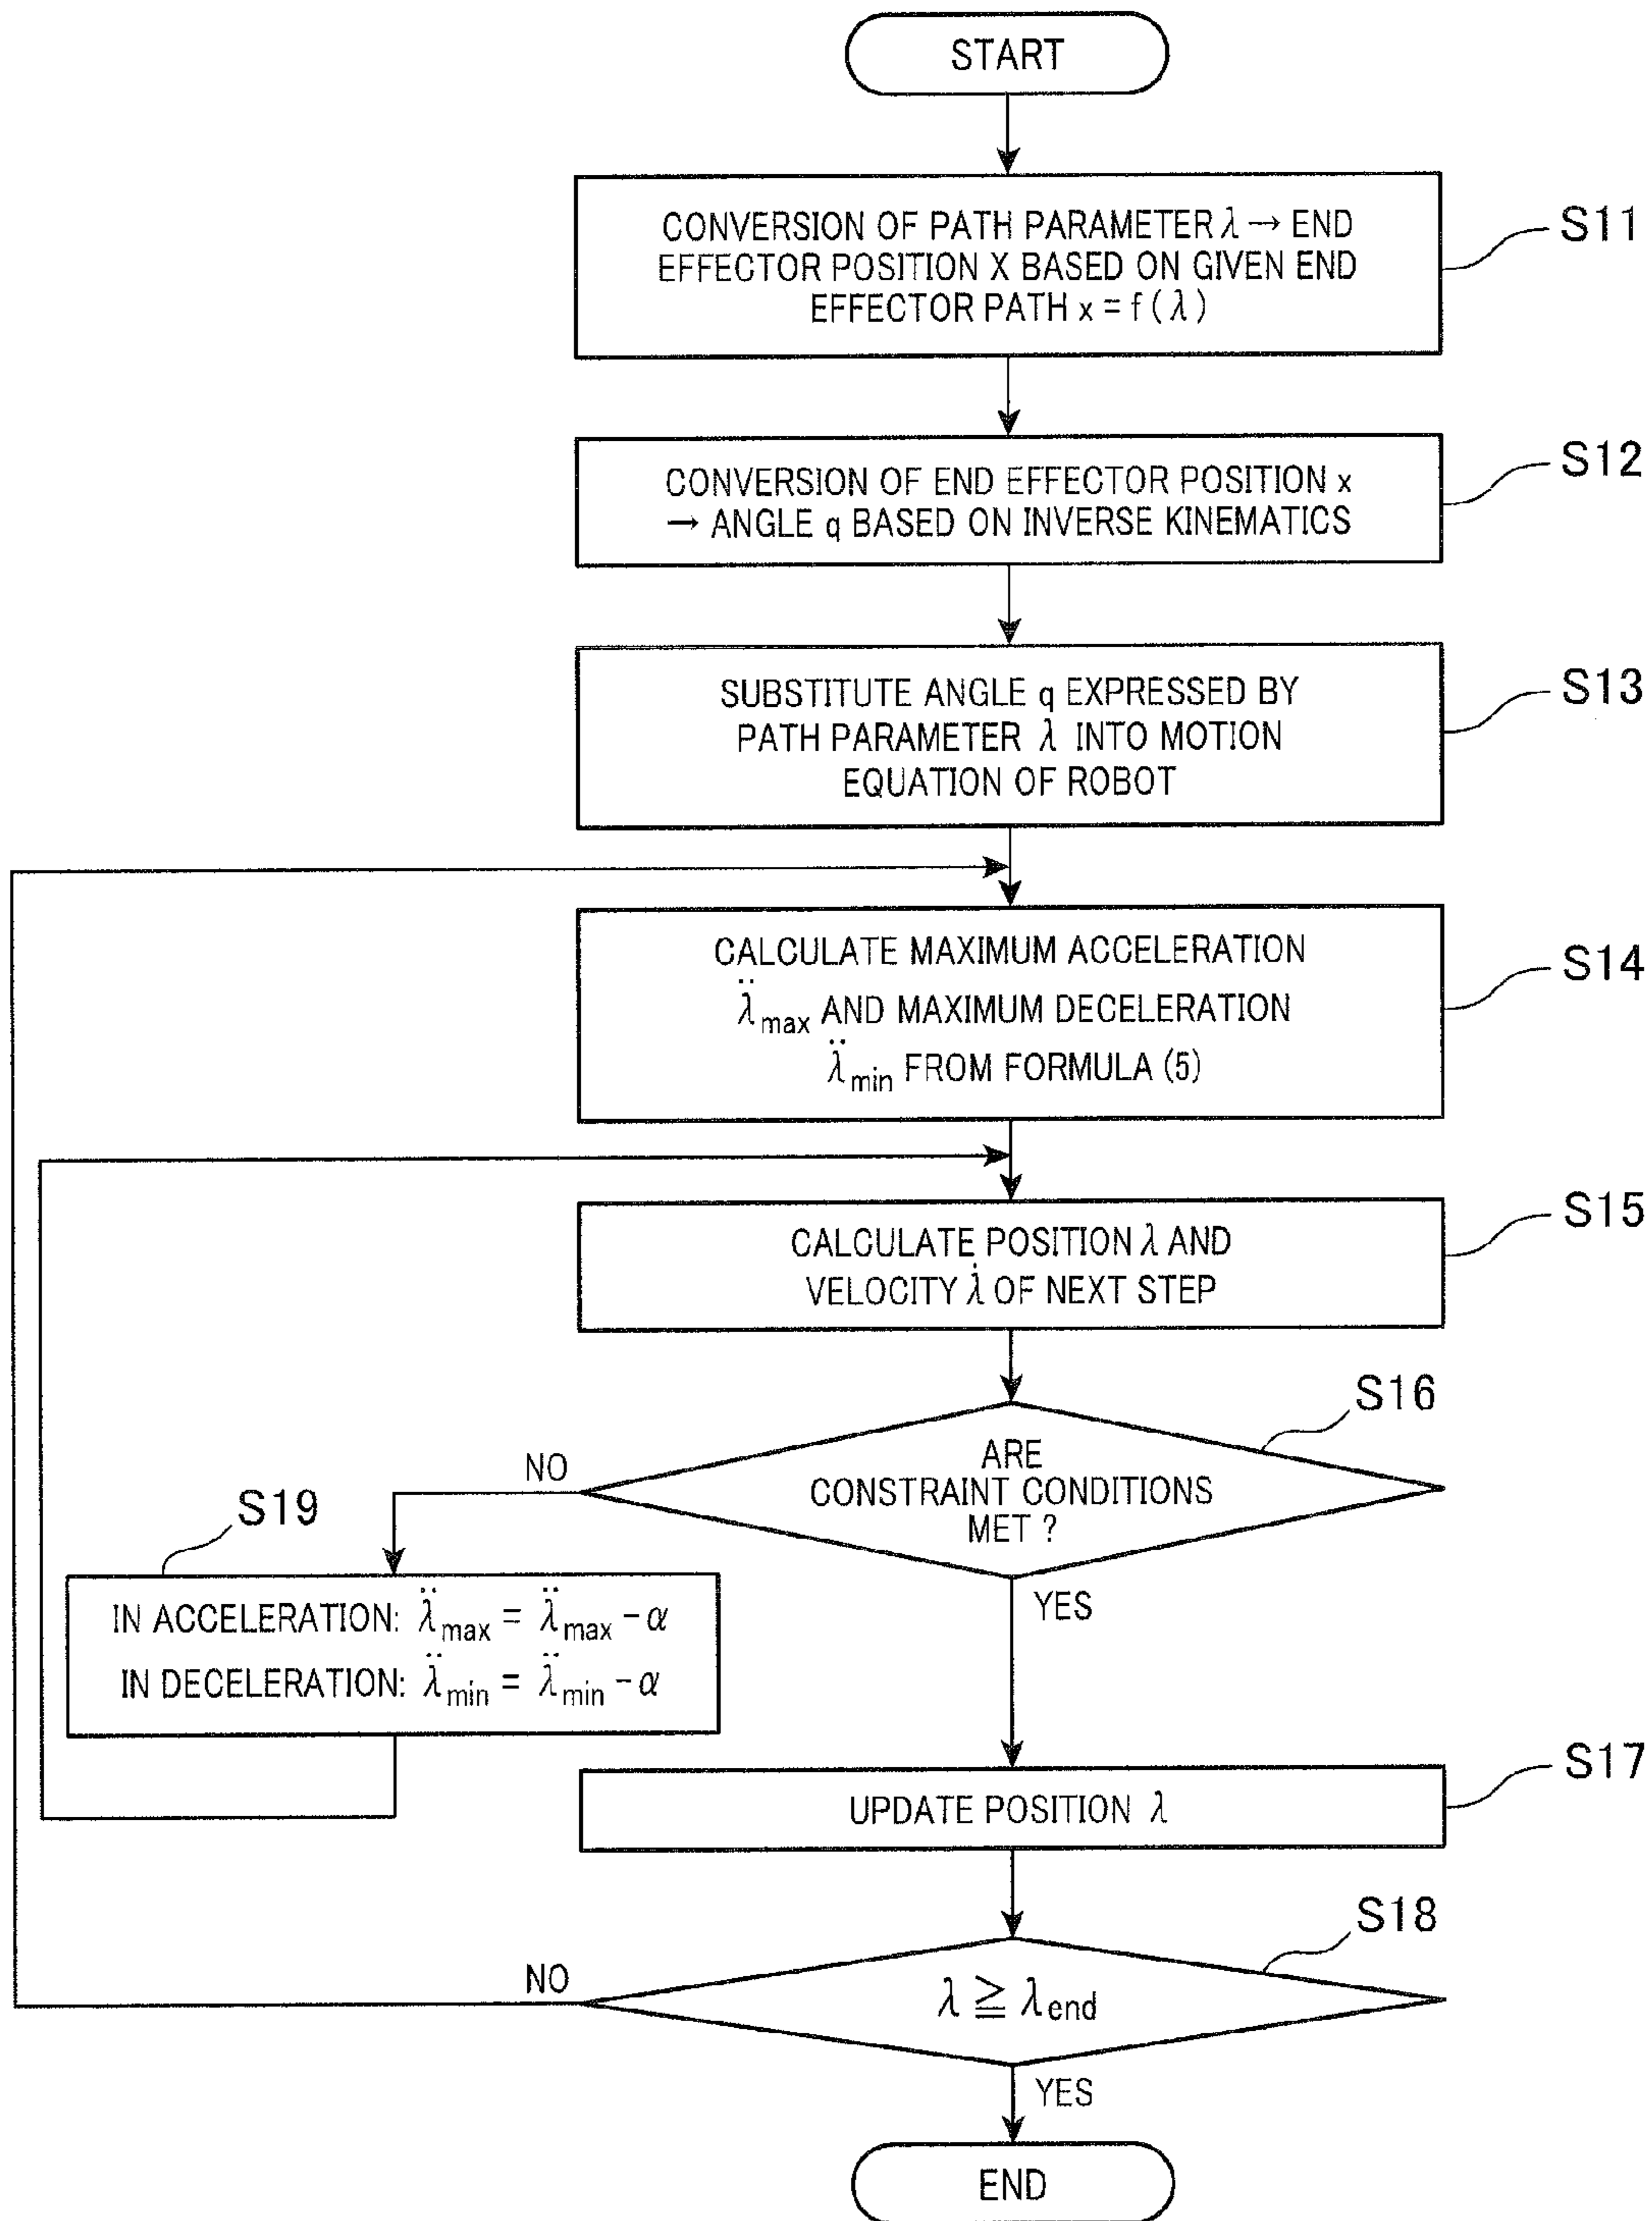 START
CONVERSION OF PATH PARAMETER λ → END
EFFECTOR POSITION X BASED ON GIVEN END
EFFECTOR PATH x = f(λ)
S11
CONVERSION OF END EFFECTOR POSITION x
→ ANGLE q BASED ON INVERSE KINEMATICS
S12
SUBSTITUTE ANGLE q EXPRESSED BY
PATH PARAMETER λ INTO MOTION
EQUATION OF ROBOT
S13
CALCULATE MAXIMUM ACCELERATION
λ̈max AND MAXIMUM DECELERATION
λ̈min FROM FORMULA (5)
S14
CALCULATE POSITION λ AND
VELOCITY λ̇ OF NEXT STEP
S15
ARE
CONSTRAINT CONDITIONS
MET ?
S16
NO
YES
S19
IN ACCELERATION: λ̈max = λ̈max − α
IN DECELERATION: λ̈min = λ̈min − α
UPDATE POSITION λ
S17
λ ≧ λend
S18
NO
YES
END